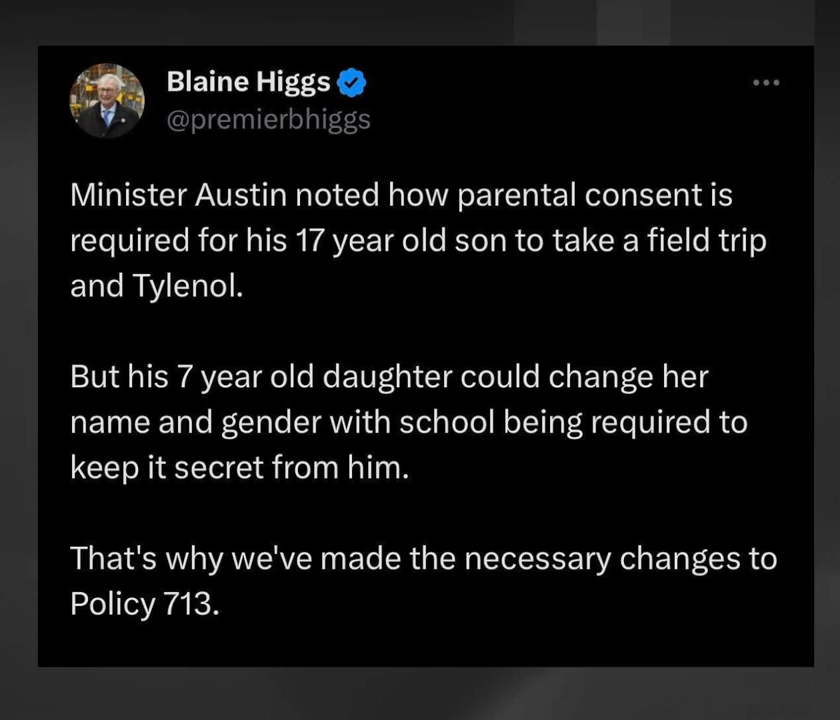 Blaine Higgs
@premierbhiggs
Minister Austin noted how parental consent is
required for his 17 year old son to take a field trip
and Tylenol.
But his 7 year old daughter could change her
name and gender with school being required to
keep it secret from him.
That's why we've made the necessary changes to
Policy 713.